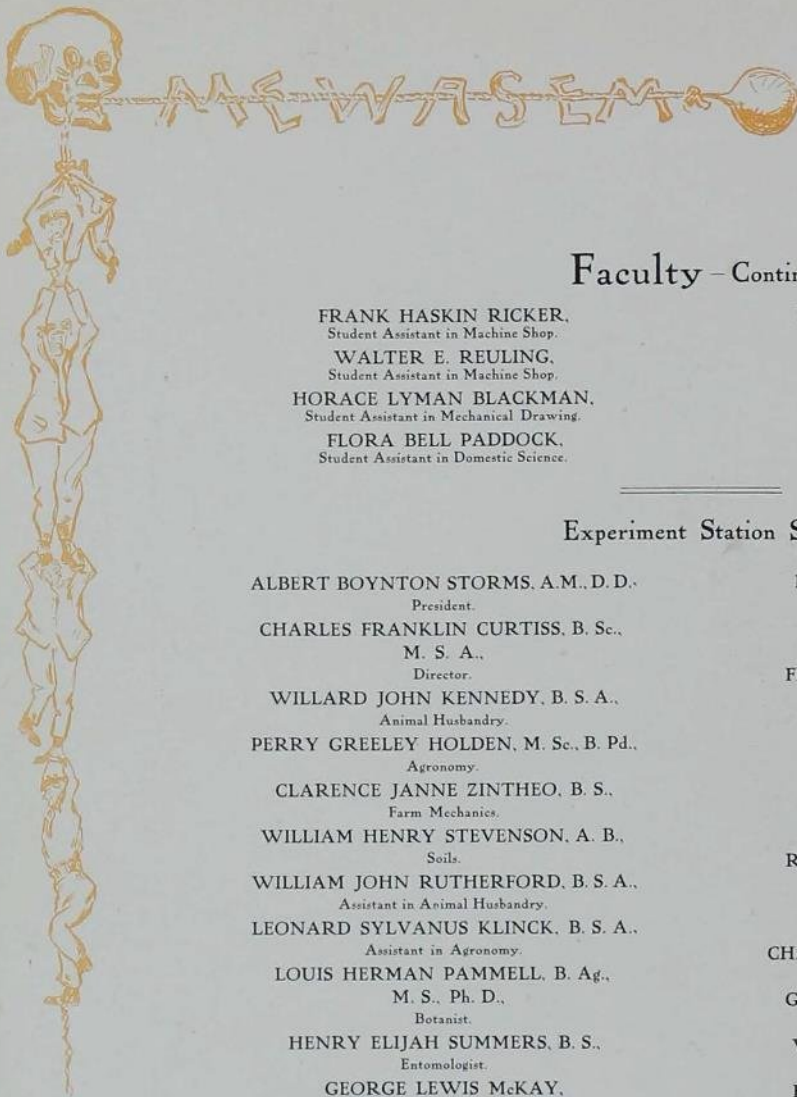 MEWASEM
Faculty – Contin
FRANK HASKIN RICKER,
Student Assistant in Machine Shop.
WALTER E. REULING,
Student Assistant in Machine Shop.
HORACE LYMAN BLACKMAN,
Student Assistant in Mechanical Drawing.
FLORA BELL PADDOCK,
Student Assistant in Domestic Science.
Experiment Station S
ALBERT BOYNTON STORMS, A.M., D. D.,
President.
CHARLES FRANKLIN CURTISS, B. Sc.,
M. S. A.,
Director.
WILLARD JOHN KENNEDY, B. S. A.,
Animal Husbandry.
PERRY GREELEY HOLDEN, M. Sc., B. Pd.,
Agronomy.
CLARENCE JANNE ZINTHEO, B. S.,
Farm Mechanics.
WILLIAM HENRY STEVENSON, A. B.,
Soils.
WILLIAM JOHN RUTHERFORD, B. S. A.,
Assistant in Animal Husbandry.
LEONARD SYLVANUS KLINCK, B. S. A.,
Assistant in Agronomy.
LOUIS HERMAN PAMMELL, B. Ag.,
M. S., Ph. D.,
Botanist.
HENRY ELIJAH SUMMERS, B. S.,
Entomologist.
GEORGE LEWIS McKAY,
F
R
CH
G